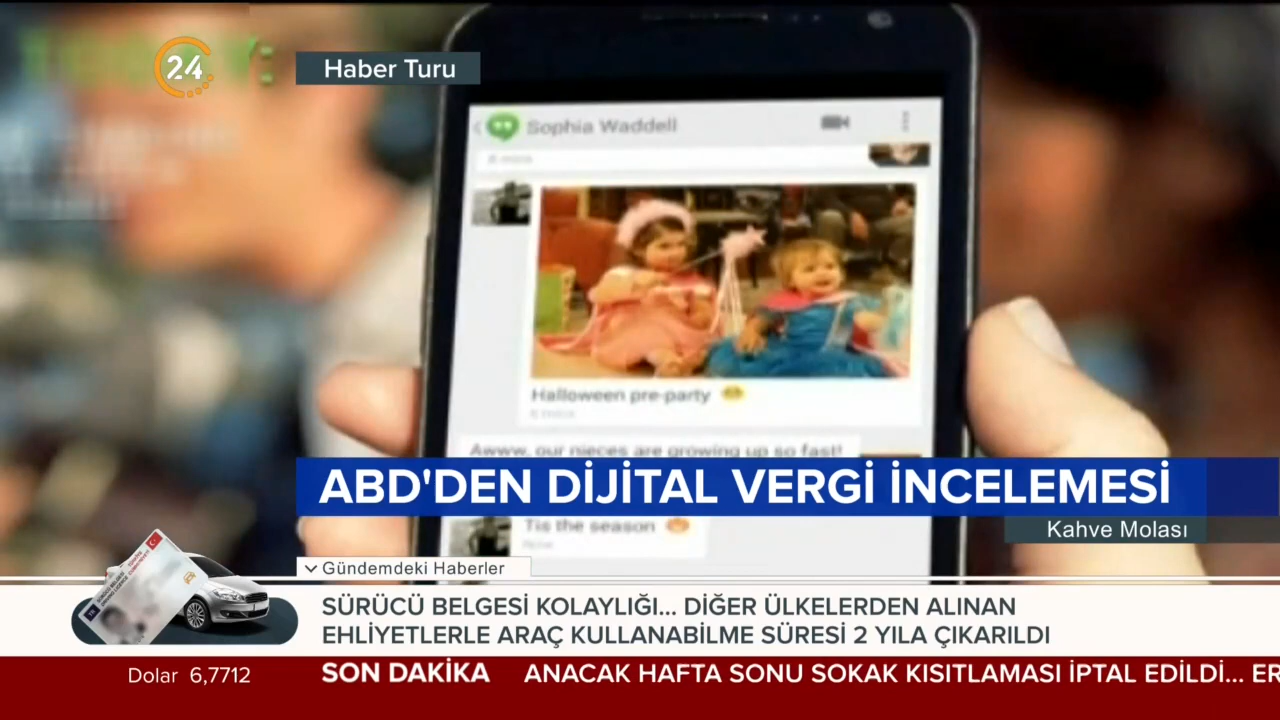 24
Haber Turu
Sophia Waddell
Halloween pre-party
Awww, our nieces are growing up so fast!
ABD'DEN DİJİTAL VERGİ İNCELEMESİ
Tis the season
Kahve Molası
Gündemdeki Haberler
SÜRÜCÜ BELGESİ KOLAYLIĞI... DİĞER ÜLKELERDEN ALINAN
EHLİYETLERLE ARAÇ KULLANABİLME SÜRESİ 2 YILA ÇIKARILDI
Dolar 6,7712
SON DAKİKA
ANACAK HAFTA SONU SOKAK KISITLAMASI İPTAL EDİLDİ... ER